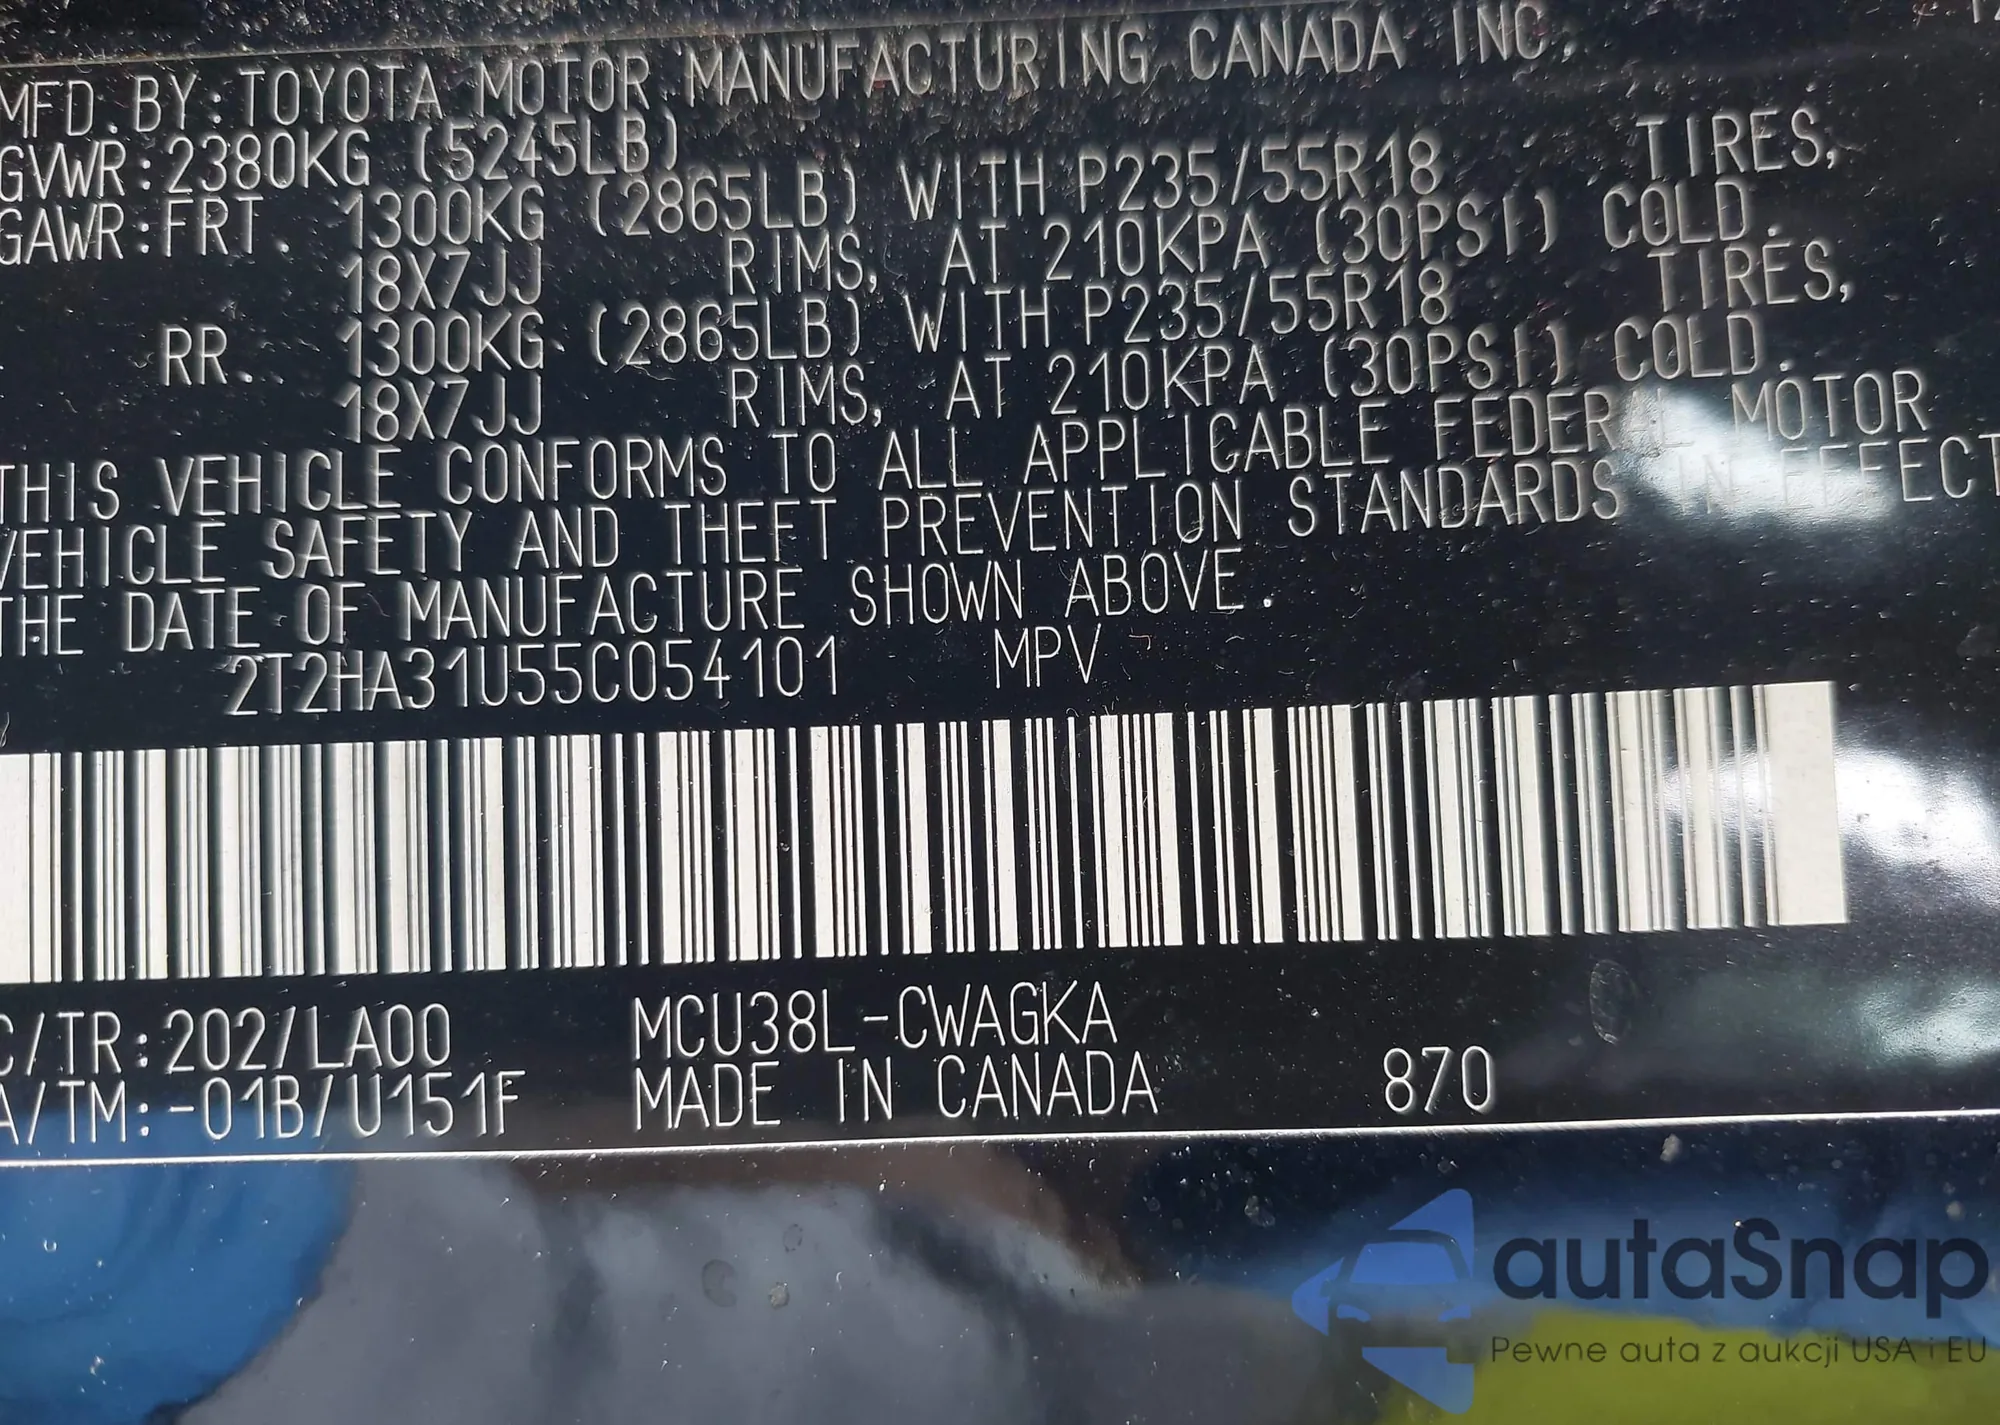 MFD.BY:TOYOTA MOTOR MANUFACTURING CANADA INC.
GVWR:2380KG (5245LB)
GAWR:FRT. 1300KG (2865LB) WITH P235/55R18 TIRES,
18X7JJ RIMS, AT 210KPA (30PSI) COLD.
RR. 1300KG (2865LB) WITH P235/55R18 TIRES,
18X7JJ RIMS, AT 210KPA (30PSI) COLD.
THIS VEHICLE CONFORMS TO ALL APPLICABLE FEDERAL MOTOR
VEHICLE SAFETY AND THEFT PREVENTION STANDARDS IN EFFECT
THE DATE OF MANUFACTURE SHOWN ABOVE.
2T2HA31U55C054101 MPV
C/TR:202/LA00 MCU38L-CWAGKA
A/TM:-01B/U151F MADE IN CANADA 870
autaSnap
Pewne auta z aukcji USA i EU